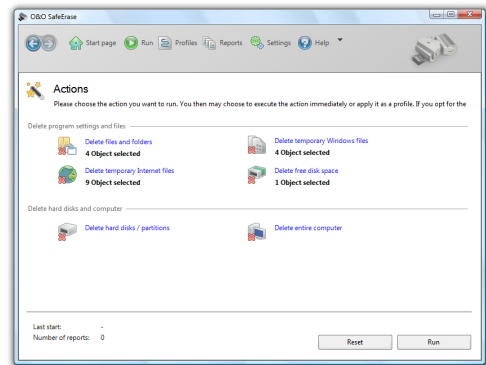 O&O SafeErase
Start page Run Profiles Reports Settings Help
Actions
Please choose the action you want to run. You then may choose to execute the action immediately or apply it as a profile. If you opt for the
Delete program settings and files
Delete files and folders
4 Object selected
Delete temporary Windows files
4 Object selected
Delete temporary Internet files
9 Object selected
Delete free disk space
1 Object selected
Delete hard disks and computer
Delete hard disks / partitions
Delete entire computer
Last start: -
Number of reports: 0
Reset
Run